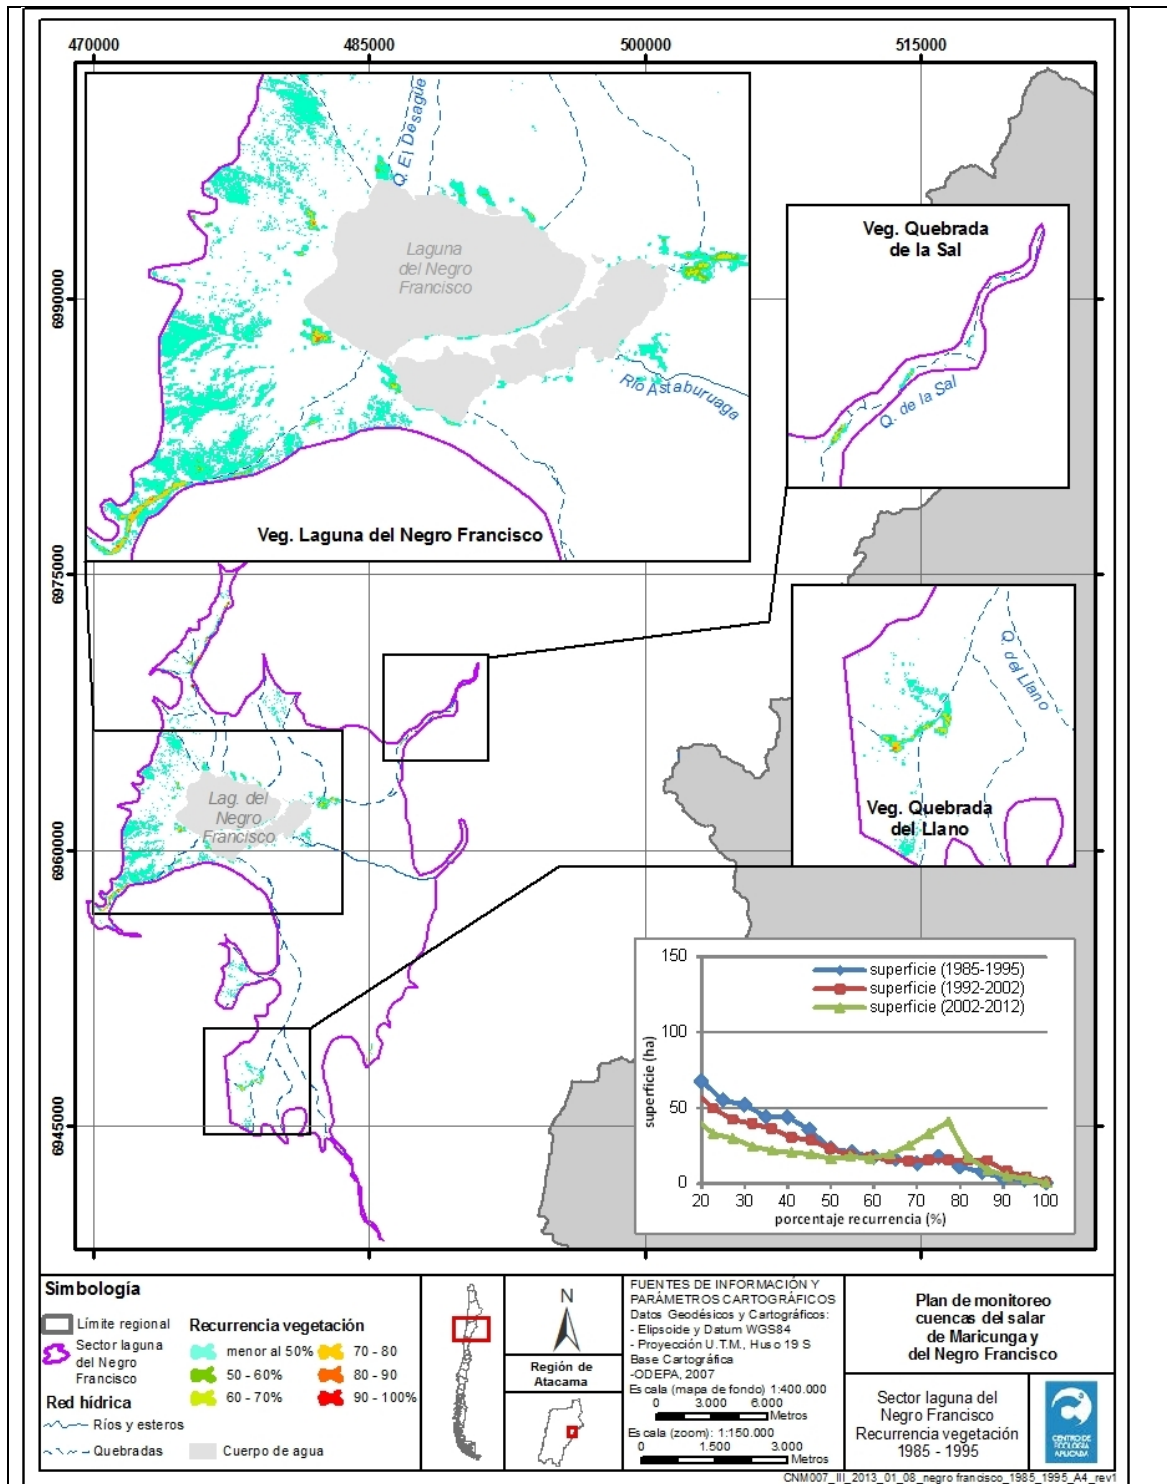 470000
485000
500000
515000
6990000
6975000
6960000
6945000
Q. El Desagüe
Laguna
del Negro
Francisco
Río Astaburuaga
Veg. Laguna del Negro Francisco
Veg. Quebrada
de la Sal
Q. de la Sal
Q. del Llano
Veg. Quebrada
del Llano
Lag. del
Negro
Francisco
superficie (1985-1995)
superficie (1992-2002)
superficie (2002-2012)
superficie (ha)
150
100
50
0
20 30 40 50 60 70 80 90 100
porcentaje recurrencia (%)
Simbología
Límite regional
Sector laguna
del Negro
Francisco
Red hídrica
Ríos y esteros
Quebradas
Recurrencia vegetación
menor al 50%
50 - 60%
60 - 70%
70 - 80
80 - 90
90 - 100%
Cuerpo de agua
N
Región de
Atacama
FUENTES DE INFORMACIÓN Y
PARÁMETROS CARTOGRÁFICOS
Datos Geodésicos y Cartográficos:
- Elipsoide y Datum WGS84
- Proyección U.T.M., Huso 19 S
Base Cartográfica
-ODEPA, 2007
Escala (mapa de fondo) 1:400.000
0 3.000 6.000
Metros
Escala (zoom): 1:150.000
0 1.500 3.000
Metros
Plan de monitoreo
cuencas del salar
de Maricunga y
del Negro Francisco
Sector laguna del
Negro Francisco
Recurrencia vegetación
1985 - 1995
CENTRO DE
ECOLOGÍA
APLICADA
CNM007_III_2013_01_08_negro francisco_1985_1995_A4_rev1